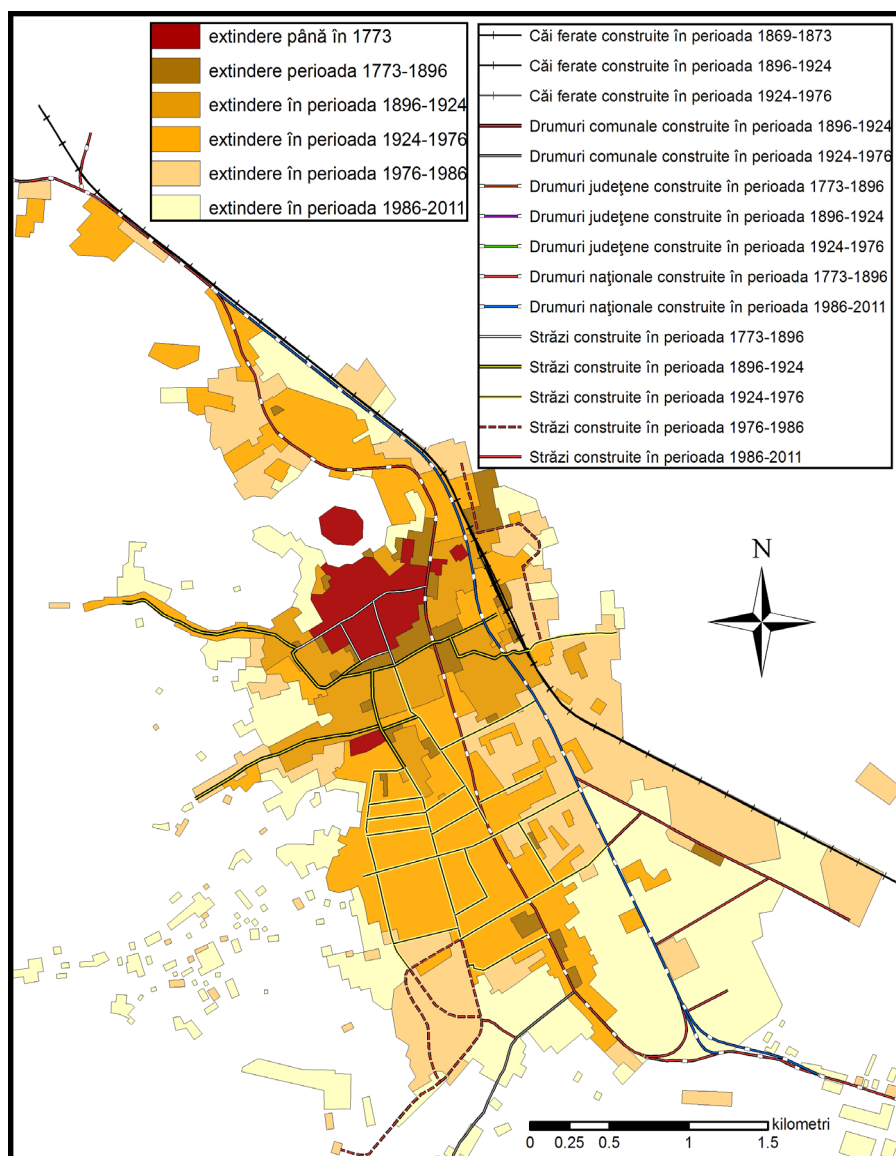 extindere până în 1773
extindere perioada 1773-1896
extindere în perioada 1896-1924
extindere în perioada 1924-1976
extindere în perioada 1976-1986
extindere în perioada 1986-2011
Căi ferate construite în perioada 1869-1873
Căi ferate construite în perioada 1896-1924
Căi ferate construite în perioada 1924-1976
Drumuri comunale construite în perioada 1896-1924
Drumuri comunale construite în perioada 1924-1976
Drumuri județene construite în perioada 1773-1896
Drumuri județene construite în perioada 1896-1924
Drumuri județene construite în perioada 1924-1976
Drumuri naţionale construite în perioada 1773-1896
Drumuri naţionale construite în perioada 1986-2011
Străzi construite în perioada 1773-1896
Străzi construite în perioada 1896-1924
Străzi construite în perioada 1924-1976
Străzi construite în perioada 1976-1986
Străzi construite în perioada 1986-2011
N
kilometri
0 0.25 0.5 1 1.5